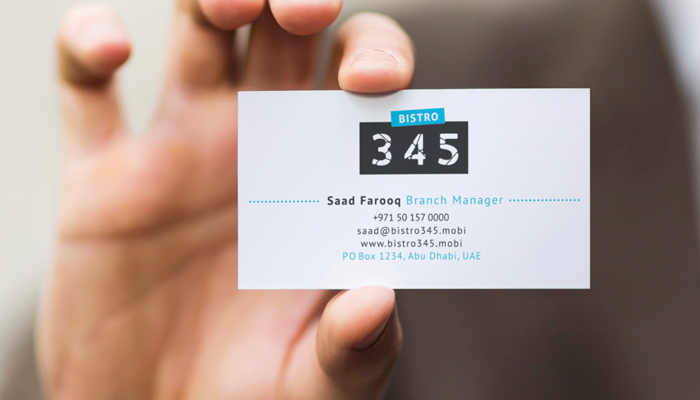 BISTRO
345
Saad Farooq Branch Manager
+971 50 157 0000
saad@bistro345.mobi
www.bistro345.mobi
PO Box 1234, Abu Dhabi, UAE